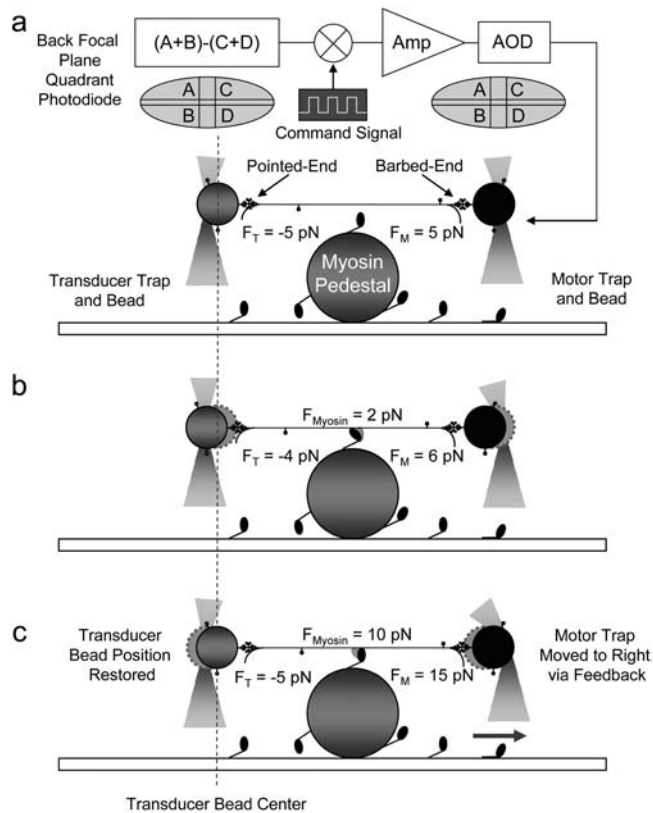 a
Back Focal
Plane
Quadrant
Photodiode
(A+B)-(C+D)
Amp
AOD
A C
B D
Command Signal
A C
B D
Pointed-End
Barbed-End
F_T = -5 pN
F_M = 5 pN
Myosin
Pedestal
Transducer Trap
and Bead
Motor Trap
and Bead
b
F_Myosin = 2 pN
F_T = -4 pN
F_M = 6 pN
c
Transducer
Bead Position
Restored
F_Myosin = 10 pN
F_T = -5 pN
F_M = 15 pN
Motor Trap
Moved to Right
via Feedback
Transducer Bead Center